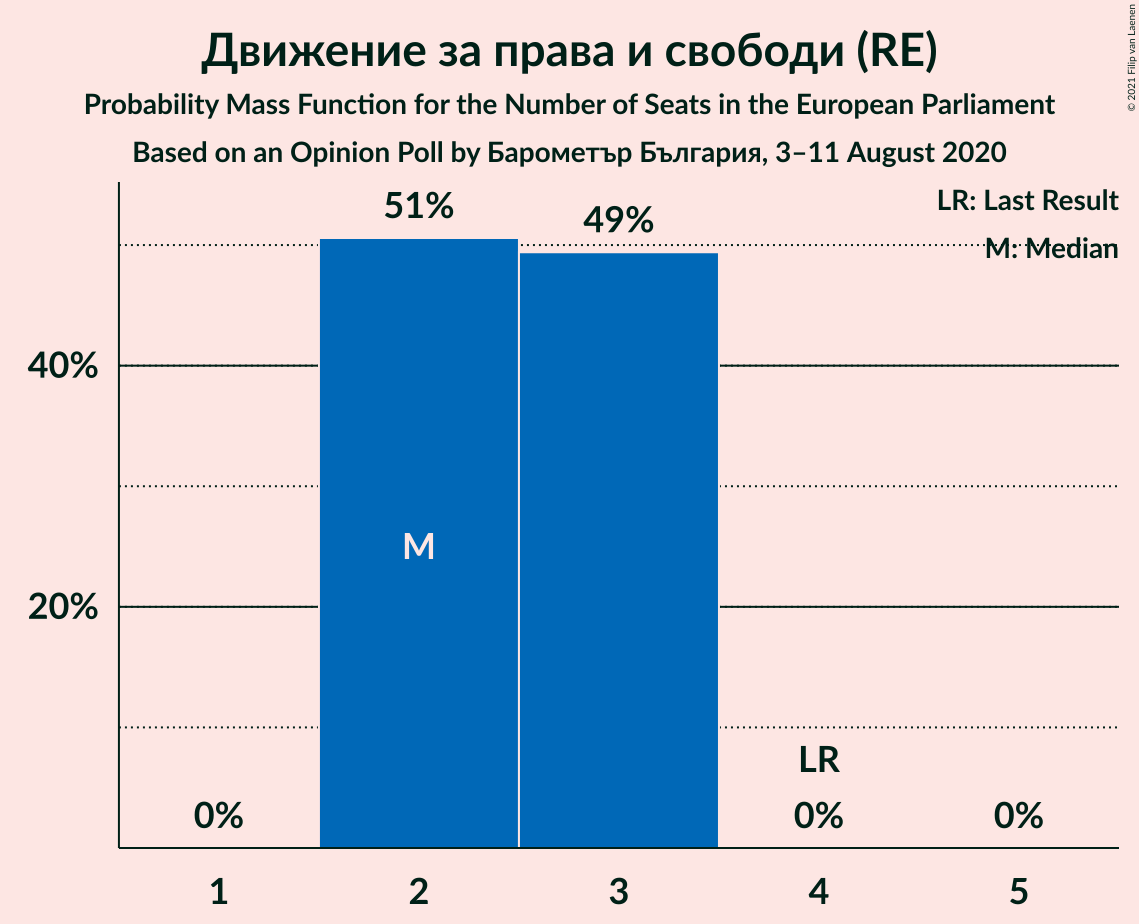 Движение за права и свободи (RE)
Probability Mass Function for the Number of Seats in the European Parliament
Based on an Opinion Poll by Барометър България, 3–11 August 2020
© 2021 Filip van Laenen
LR: Last Result
M: Median
51%
49%
40%
M
20%
LR
0%
0%
0%
1
2
3
4
5